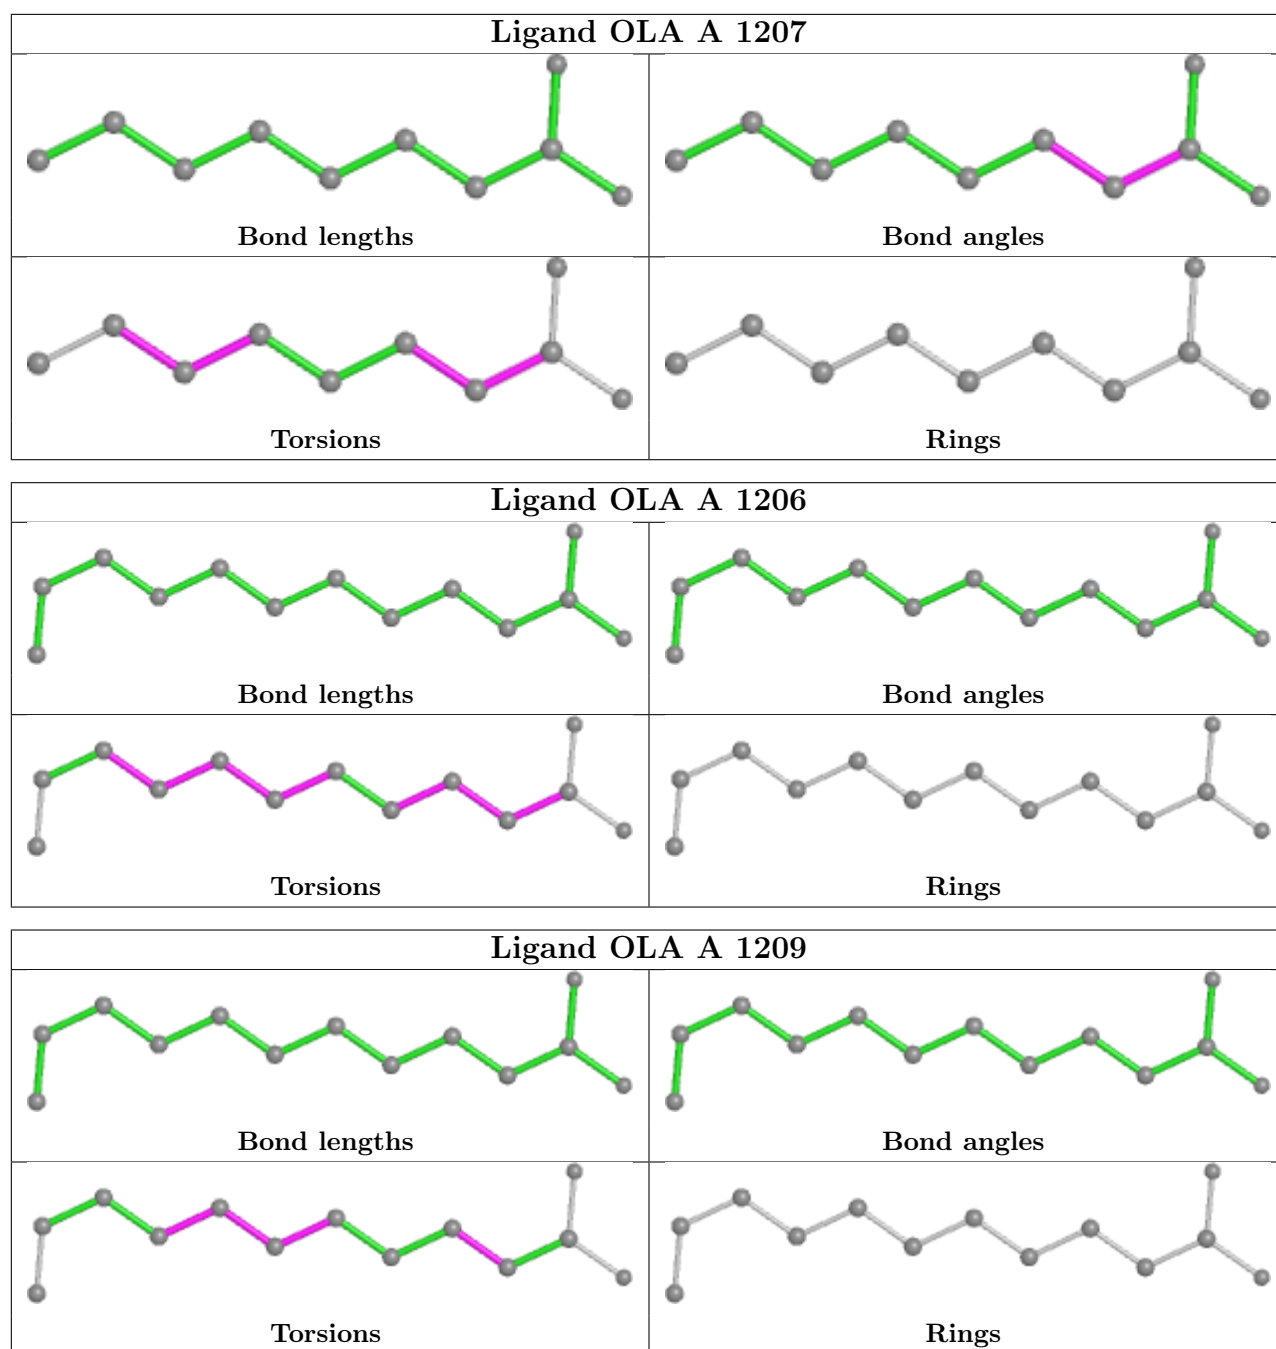 Ligand OLA A 1207
Bond lengths
Bond angles
Torsions
Rings
Ligand OLA A 1206
Bond lengths
Bond angles
Torsions
Rings
Ligand OLA A 1209
Bond lengths
Bond angles
Torsions
Rings